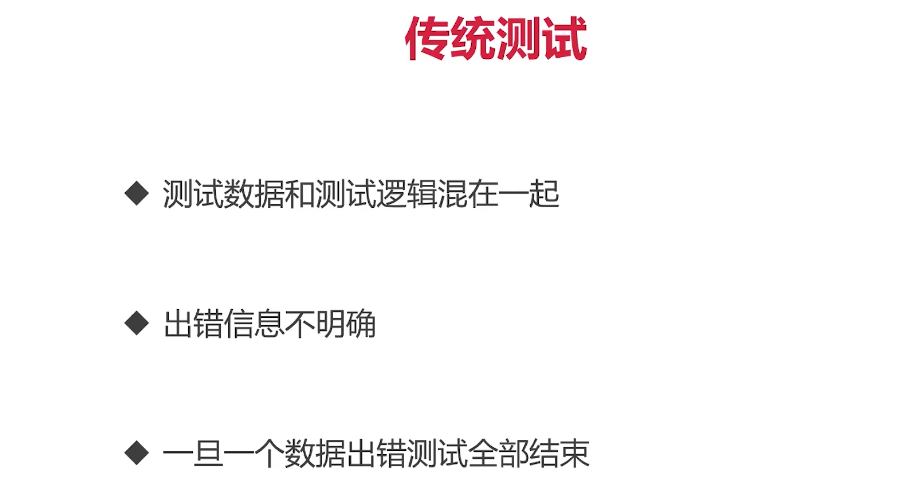 传统测试
◆ 测试数据和测试逻辑混在一起
◆ 出错信息不明确
◆ 一旦一个数据出错测试全部结束